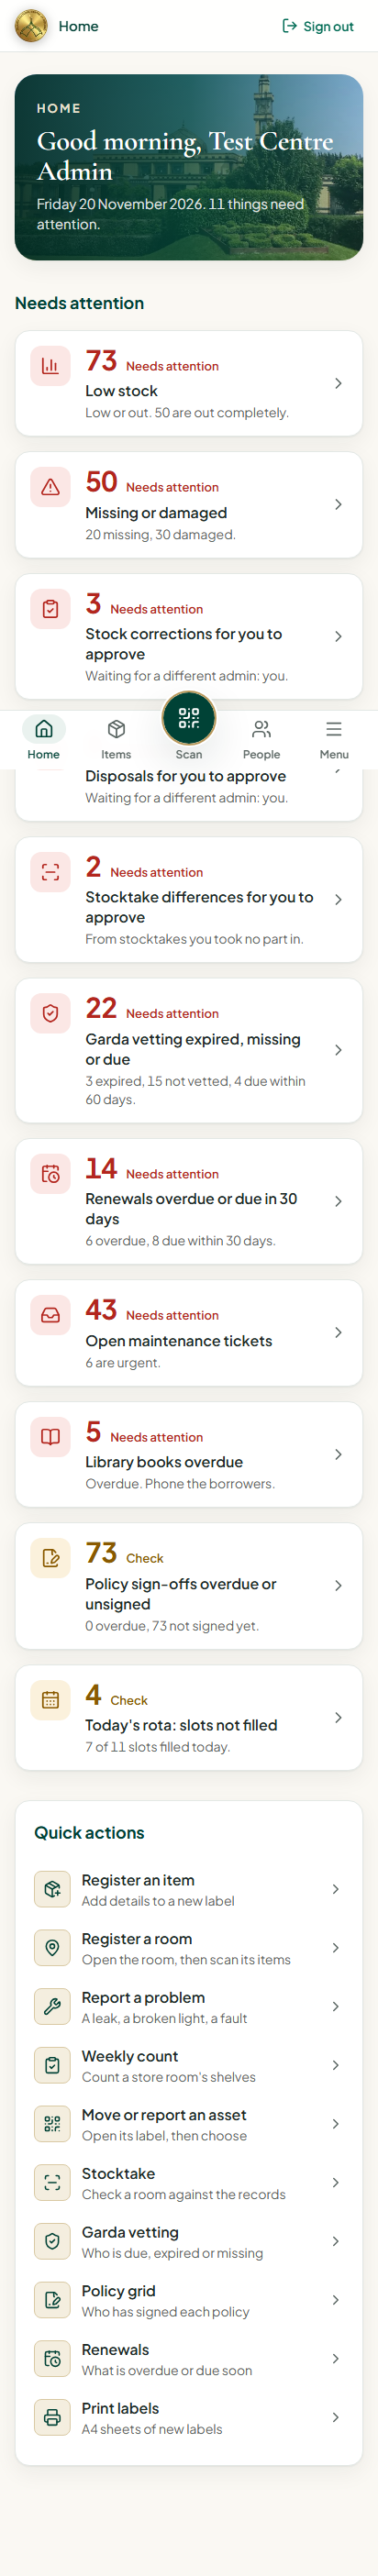 Home
Sign out
HOME
Good morning, Test Centre
Admin
Friday 20 November 2026. 11 things need
attention.
Needs attention
73 Needs attention
Low stock
Low or out. 50 are out completely.
50 Needs attention
Missing or damaged
20 missing, 30 damaged.
3 Needs attention
Stock corrections for you to
approve
Waiting for a different admin: you.
Home
Items
Scan
People
Menu
Disposals for you to approve
Waiting for a different admin: you.
2 Needs attention
Stocktake differences for you to
approve
From stocktakes you took no part in.
22 Needs attention
Garda vetting expired, missing
or due
3 expired, 15 not vetted, 4 due within
60 days.
14 Needs attention
Renewals overdue or due in 30
days
6 overdue, 8 due within 30 days.
43 Needs attention
Open maintenance tickets
6 are urgent.
5 Needs attention
Library books overdue
Overdue. Phone the borrowers.
73 Check
Policy sign-offs overdue or
unsigned
0 overdue, 73 not signed yet.
4 Check
Today's rota: slots not filled
7 of 11 slots filled today.
Quick actions
Register an item
Add details to a new label
Register a room
Open the room, then scan its items
Report a problem
A leak, a broken light, a fault
Weekly count
Count a store room's shelves
Move or report an asset
Open its label, then choose
Stocktake
Check a room against the records
Garda vetting
Who is due, expired or missing
Policy grid
Who has signed each policy
Renewals
What is overdue or due soon
Print labels
A4 sheets of new labels